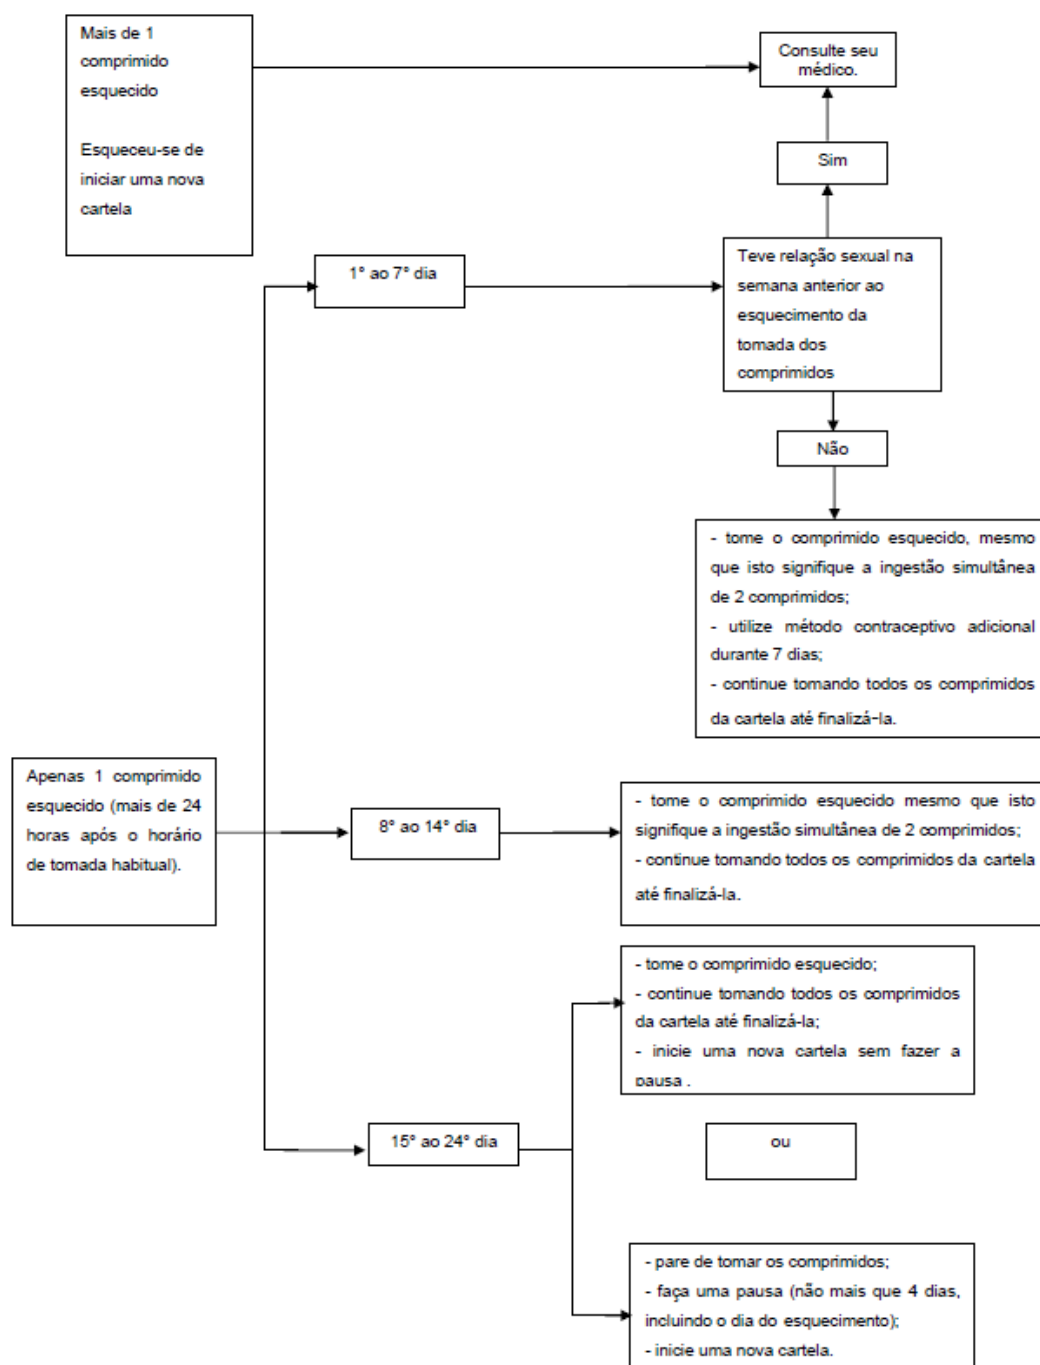 Mais de 1
comprimido
esquecido
Esqueceu-se de
iniciar uma nova
cartela
Consulte seu
médico.
Sim
1° ao 7° dia
Teve relação sexual na
semana anterior ao
esquecimento da
tomada dos
comprimidos
Não
- tome o comprimido esquecido, mesmo
que isto signifique a ingestão simultânea
de 2 comprimidos;
- utilize método contraceptivo adicional
durante 7 dias;
- continue tomando todos os comprimidos
da cartela até finalizá-la.
Apenas 1 comprimido
esquecido (mais de 24
horas após o horário
de tomada habitual).
8° ao 14° dia
- tome o comprimido esquecido mesmo que isto
signifique a ingestão simultânea de 2 comprimidos;
- continue tomando todos os comprimidos da cartela
até finalizá-la.
- tome o comprimido esquecido;
- continue tomando todos os comprimidos
da cartela até finalizá-la;
- inicie uma nova cartela sem fazer a
pausa .
15° ao 24° dia
ou
- pare de tomar os comprimidos;
- faça uma pausa (não mais que 4 dias,
incluindo o dia do esquecimento);
- inicie uma nova cartela.